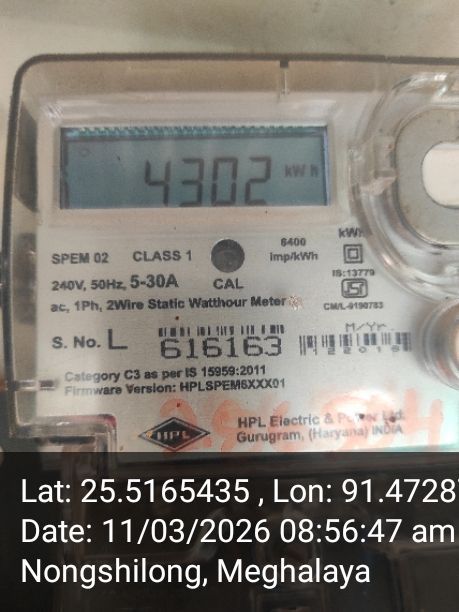 4302 kWh
SPEM 02 CLASS 1 6400 imp/kWh kWh
240V, 50Hz, 5-30A CAL IS:13779
ac, 1Ph, 2Wire Static Watthour Meter CM/L-9190783
M/Yr.
S. No. L 616163 122015
Category C3 as per IS 15959:2011
Firmware Version: HPLSPEM6XXX01
HPL HPL Electric & Power Ltd.
Gurugram, (Haryana) INDIA
Lat: 25.5165435 , Lon: 91.4728
Date: 11/03/2026 08:56:47 am
Nongshilong, Meghalaya